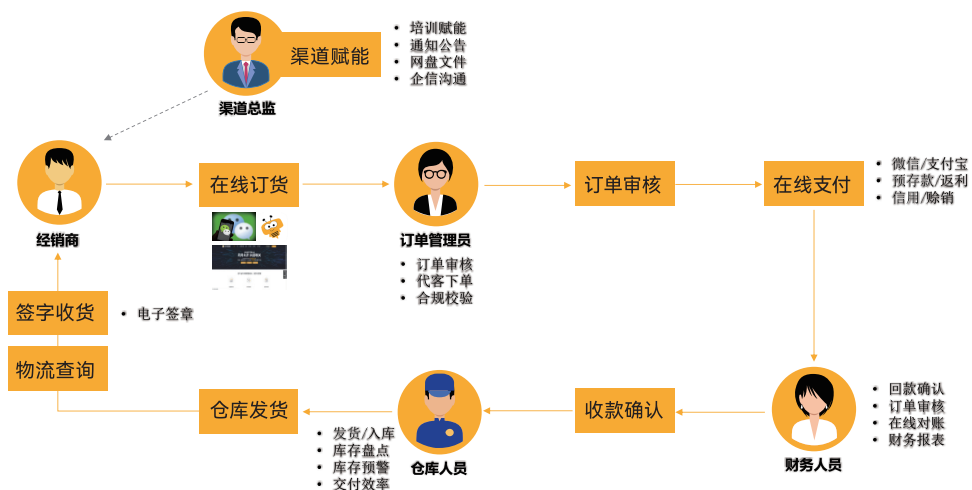 渠道赋能
• 培训赋能
• 通知公告
• 网盘文件
• 企信沟通
渠道总监
经销商
在线订货
订单管理员
• 订单审核
• 代客下单
• 合规校验
订单审核
在线支付
• 微信/支付宝
• 预存款/返利
• 信用/赊销
签字收货
• 电子签章
物流查询
仓库发货
• 发货/入库
• 库存盘点
• 库存预警
• 交付效率
仓库人员
收款确认
财务人员
• 回款确认
• 订单审核
• 在线对账
• 财务报表